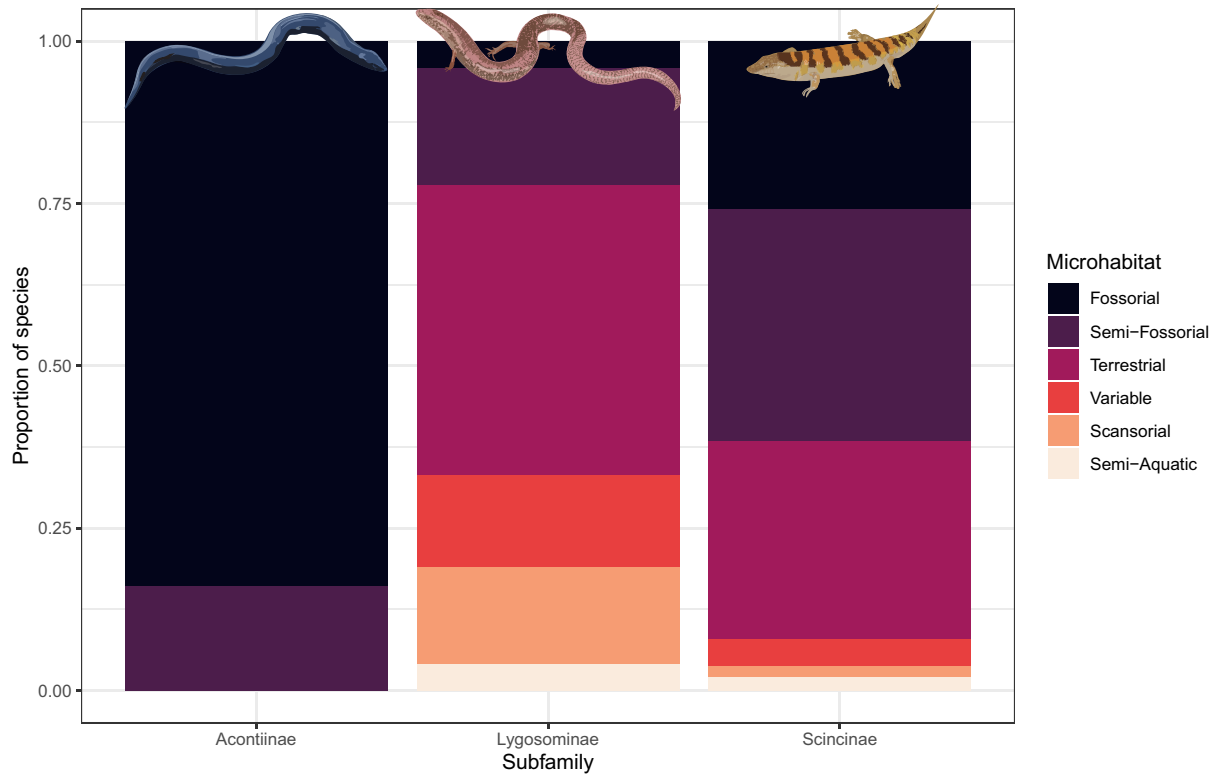 Proportion of species
1.00
0.75
0.50
0.25
0.00
Acontiinae
Lygosominae
Scincinae
Subfamily
Microhabitat
Fossorial
Semi−Fossorial
Terrestrial
Variable
Scansorial
Semi−Aquatic